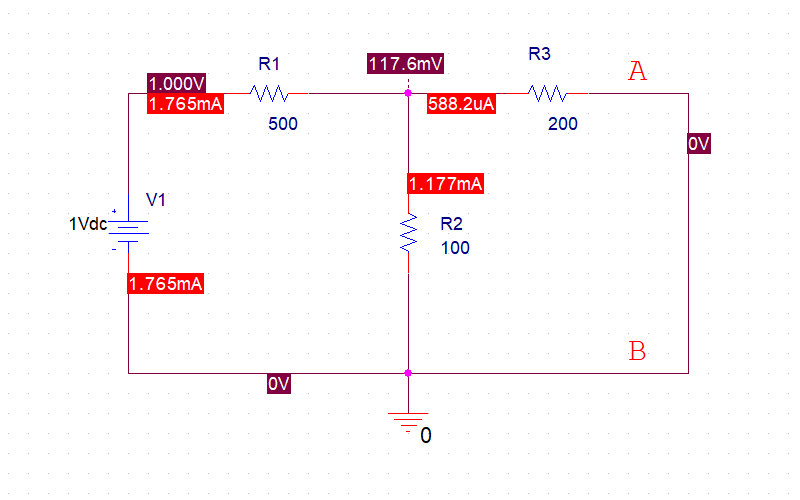 R1
117.6mV
R3
A
1.000V
1.765mA
588.2uA
500
200
0V
1.177mA
V1
+
1Vdc
R2
100
-
1.765mA
B
0V
0